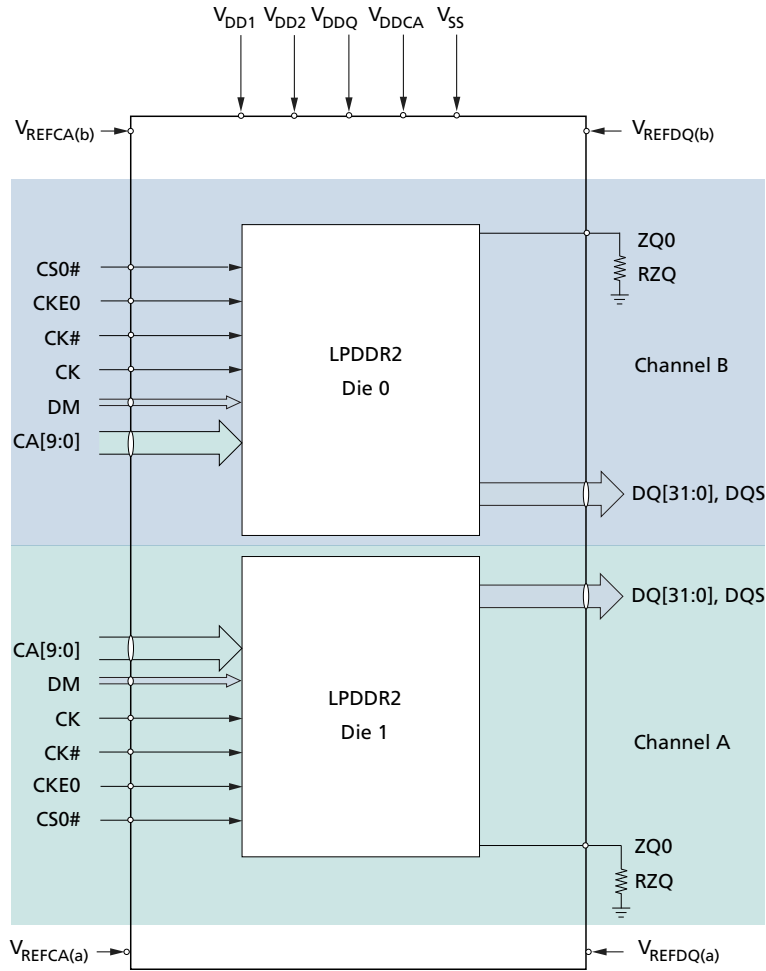 VDD1 VDD2 VDDQ VDDCA VSS
VREFCA(b)
VREFDQ(b)
ZQ0
RZQ
CS0#
CKE0
CK#
CK
DM
CA[9:0]
LPDDR2
Die 0
Channel B
DQ[31:0], DQS
DQ[31:0], DQS
CA[9:0]
DM
CK
CK#
CKE0
CS0#
LPDDR2
Die 1
Channel A
ZQ0
RZQ
VREFCA(a)
VREFDQ(a)